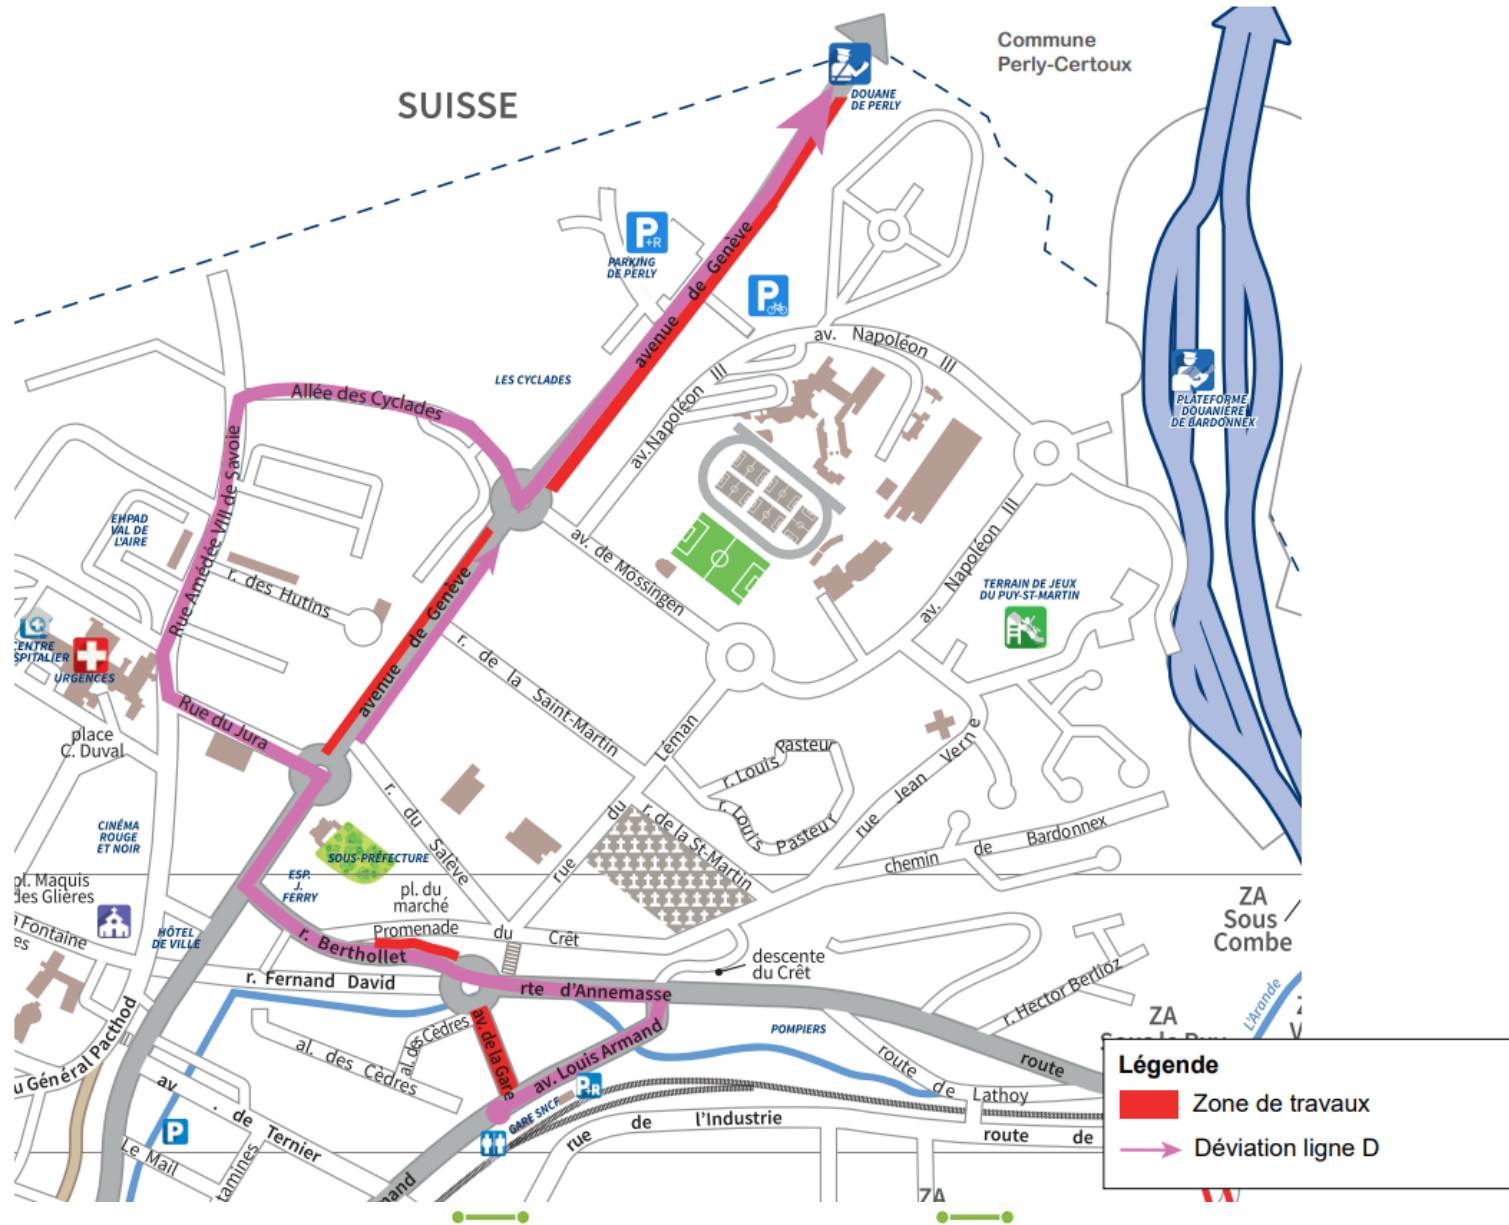 Commune
Perly-Certoux
SUISSE
DOUANE
DE PERLY
P
+R
PARKING
DE PERLY
P
avenue de Genève
LES CYCLADES
av. Napoléon III
av. Napoléon III
PLATEFORME
DOUANIÈRE
DE BARDONNEX
Allée des Cyclades
Rue Amédée VIII de Savoie
EHPAD
VAL DE
L'AIRE
r. des Hutins
av. de Mössingen
av. Napoléon III
TERRAIN DE JEUX
DU PUY-ST-MARTIN
CENTRE
SPITALIER
URGENCES
avenue de Genève
r. de la Saint-Martin
Rue du Jura
place
C. Duval
rue du Léman
r. Louis Pasteur
r. Louis Pasteur
rue Jean Verne
r. du Salève
r. de la St-Martin
chemin de Bardonnex
CINÉMA
ROUGE
ET NOIR
SOUS-PRÉFECTURE
ESP.
J.
FERRY
pl. Maquis
des Glières
pl. du
marché
Promenade du Crêt
HÔTEL
DE VILLE
a Fontaine
es
r. Berthollet
r. Fernand David
rte d'Annemasse
descente
du Crêt
ZA
Sous
Combe
r. Hector Berlioz
L'Arande
ZA
POMPIERS
u Général Pacthod
al. des Cèdres
al. des Cèdres
av. de la Gare
av. Louis Armand
route
route de Lathoy
P+R
GARE SNCF
av. de Ternier
P
Le Mail
tamines
rue de l'Industrie
route de
mand
ZA
Légende
Zone de travaux
Déviation ligne D